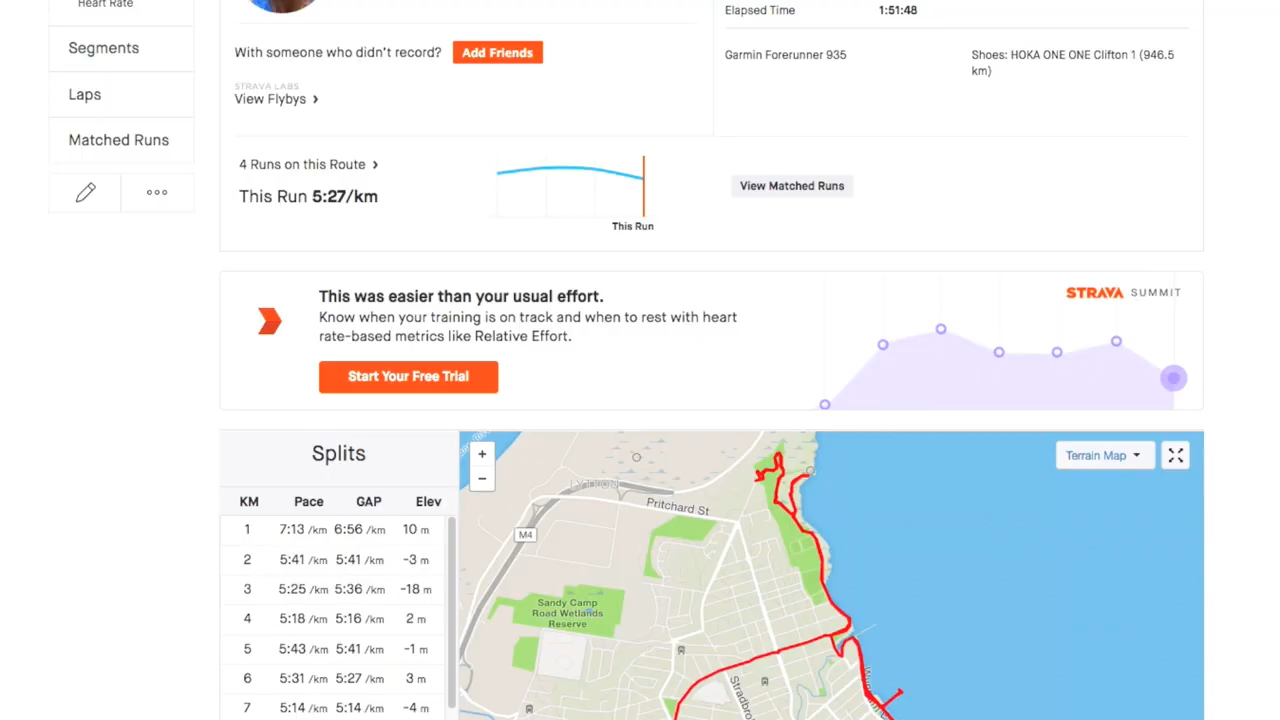 Heart Rate
Segments
Laps
Matched Runs
With someone who didn't record? Add Friends
STRAVA LABS
View Flybys
4 Runs on this Route
This Run 5:27/km
This Run
Elapsed Time 1:51:48
Garmin Forerunner 935
Shoes: HOKA ONE ONE Clifton 1 (946.5
km)
View Matched Runs
This was easier than your usual effort.
Know when your training is on track and when to rest with heart
rate-based metrics like Relative Effort.
Start Your Free Trial
STRAVA SUMMIT
Splits
KM Pace GAP Elev
1 7:13 /km 6:56 /km 10 m
2 5:41 /km 5:41 /km -3 m
3 5:25 /km 5:36 /km -18 m
4 5:18 /km 5:16 /km 2 m
5 5:43 /km 5:41 /km -1 m
6 5:31 /km 5:27 /km 3 m
7 5:14 /km 5:14 /km -4 m
+
-
Terrain Map
LYTTON
Pritchard St
M4
Sandy Camp
Road Wetlands
Reserve